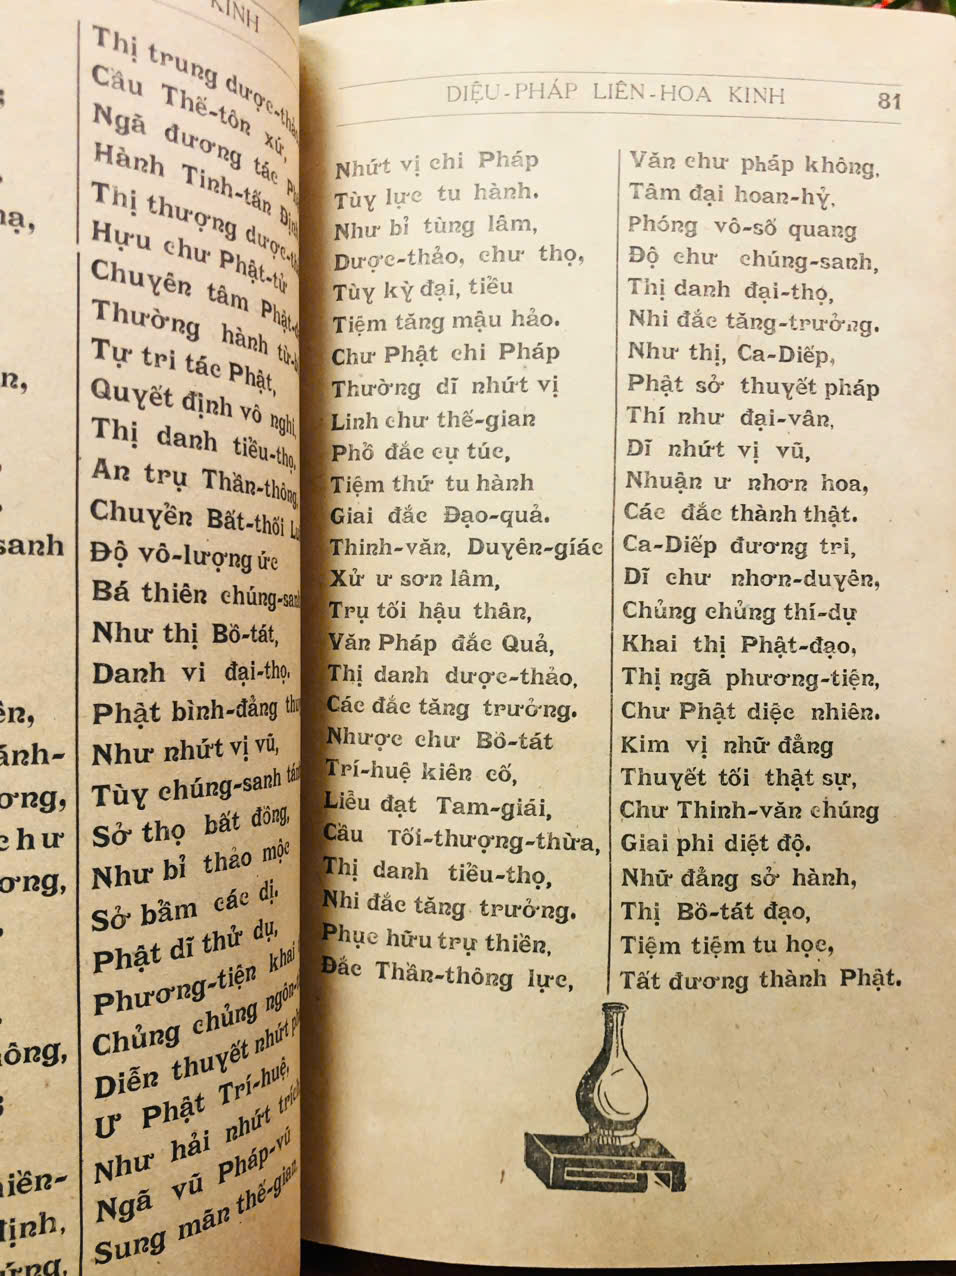 KINH
Thị trung dược-thảo
Cầu Thế-tôn xứ,
Ngã đương tác
Hành Tinh-tấn Định
Thị thượng dược-
Hựu chư Phật-tử
Chuyên tâm Phật-
Thường hành từ-
Tự tri tác Phật,
Quyết định vô nghi,
Thị danh tiểu-thọ,
An trụ Thần-thông,
Chuyển Bất-thối
Độ vô-lượng ức
Bá thiên chúng-sanh
Như thị Bồ-tát,
Danh vi đại-thọ.
Phật bình-đẳng
Như nhứt vị vũ,
Tùy chúng-sanh
Sở thọ bất đồng,
Như bỉ thảo mộc
Sở bẩm các dị.
Phật dĩ thử dụ,
Phương-tiện khai
Chủng chủng ngôn-
Diễn thuyết nhứt
Ư Phật Trí-huệ,
Như hải nhứt trích
Ngã vũ Pháp-vũ
Sung mãn thế-gian
sanh
ánh-
chư
DIỆU-PHÁP LIÊN-HOA KINH
81
Nhứt vị chi Pháp
Tùy lực tu hành.
Như bỉ tùng lâm,
Dược-thảo, chư thọ,
Tùy kỳ đại, tiểu
Tiệm tăng mậu hảo.
Chư Phật chi Pháp
Thường dĩ nhứt vị
Linh chư thế-gian
Phổ đắc cụ túc,
Tiệm thứ tu hành
Giai đắc Đạo-quả.
Thinh-văn, Duyên-gíác
Xử ư sơn lâm,
Trụ tối hậu thân,
Văn Pháp đắc Quả,
Thị danh dược-thảo,
Các đắc tăng trưởng.
Nhược chư Bồ-tát
Trí-huệ kiên cố,
Liễu đạt Tam-giái,
Cầu Tối-thượng-thừa,
Thị danh tiểu-thọ,
Nhi đắc tăng trưởng.
Phục hữu trụ thiền,
Đắc Thần-thông lực,
Văn chư pháp không,
Tâm đại hoan-hỷ,
Phóng vô-số quang
Độ chư chúng-sanh,
Thị danh đại-thọ,
Nhi đắc tăng-trưởng.
Như thị, Ca-Diếp,
Phật sở thuyết pháp
Thí như đại-vân,
Dĩ nhứt vị vũ,
Nhuận ư nhơn hoa,
Các đắc thành thật.
Ca-Diếp đương tri,
Dĩ chư nhơn-duyên,
Chủng chủng thí-dụ
Khai thị Phật-đạo,
Thị ngã phương-tiện,
Chư Phật diệc nhiên.
Kim vị nhữ đẳng
Thuyết tối thật sự,
Chư Thinh-văn chúng
Giai phi diệt độ.
Nhữ đẳng sở hành,
Thị Bồ-tát đạo,
Tiệm tiệm tu học,
Tất đương thành Phật.